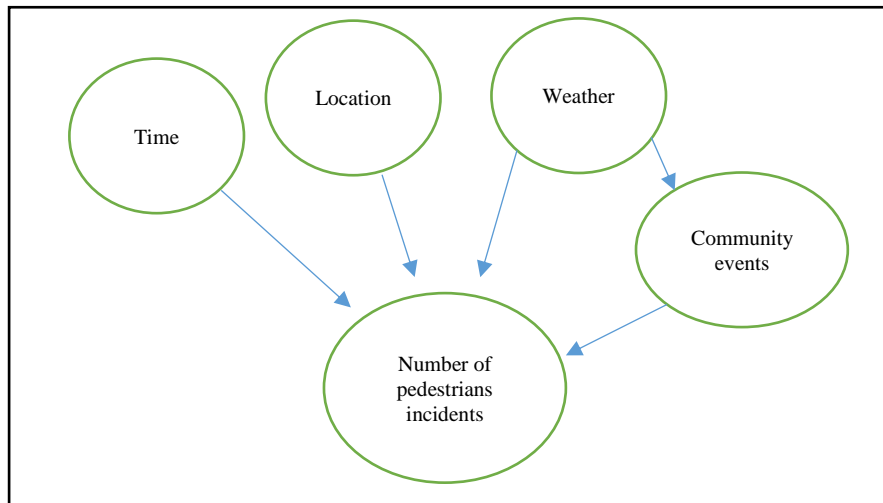 Time
Location
Weather
Community
events
Number of
pedestrians
incidents